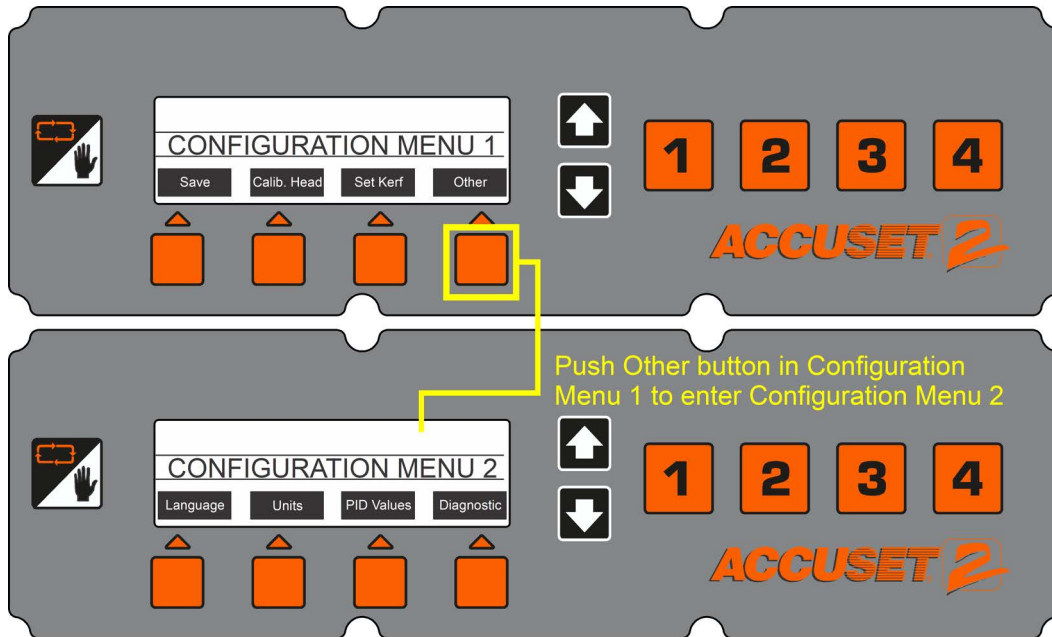 CONFIGURATION MENU 1
Save Calib. Head Set Kerf Other
1 2 3 4
ACCUSET 2
Push Other button in Configuration
Menu 1 to enter Configuration Menu 2
CONFIGURATION MENU 2
Language Units PID Values Diagnostic
1 2 3 4
ACCUSET 2